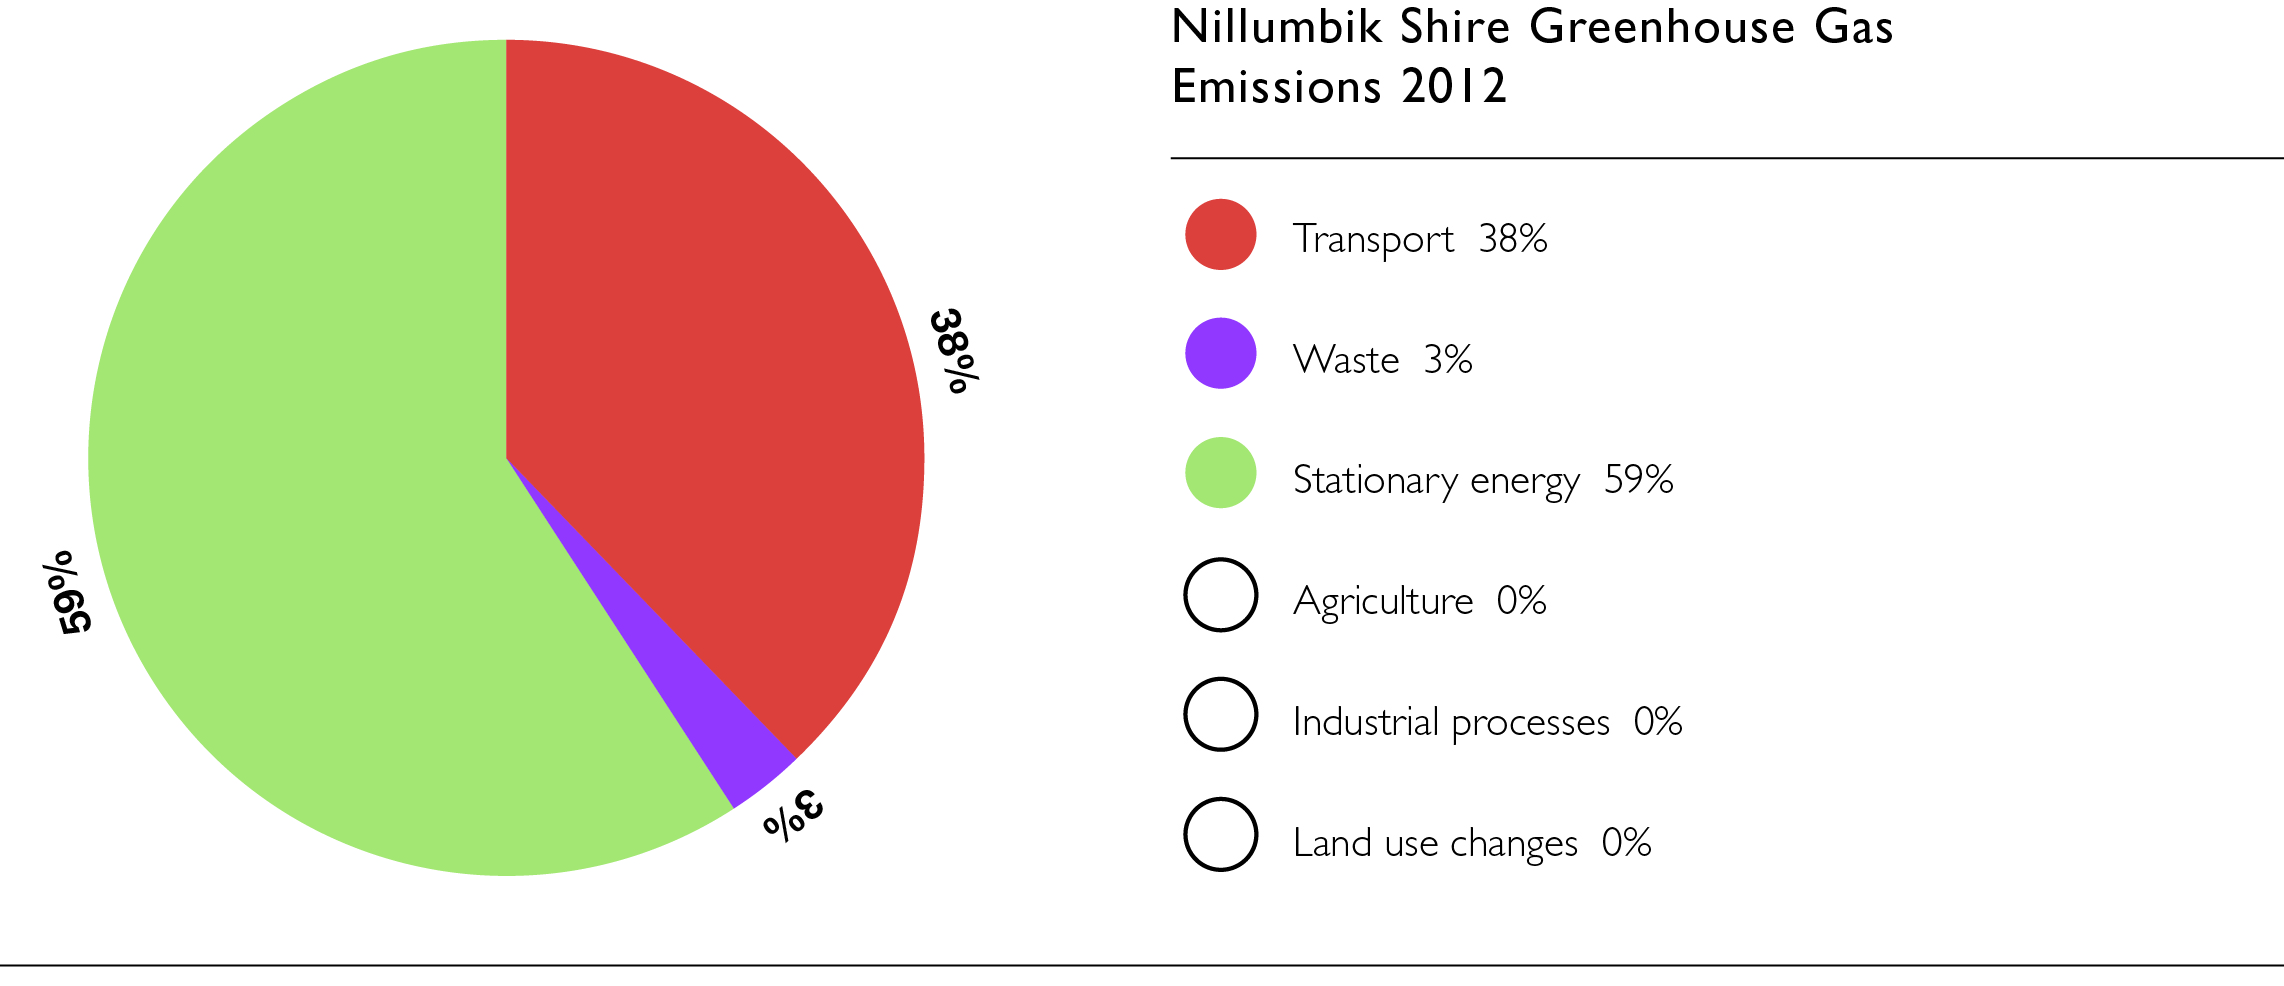 Nillumbik Shire Greenhouse Gas
Emissions 2012
Transport 38%
Waste 3%
Stationary energy 59%
Agriculture 0%
Industrial processes 0%
Land use changes 0%
38%
3%
59%